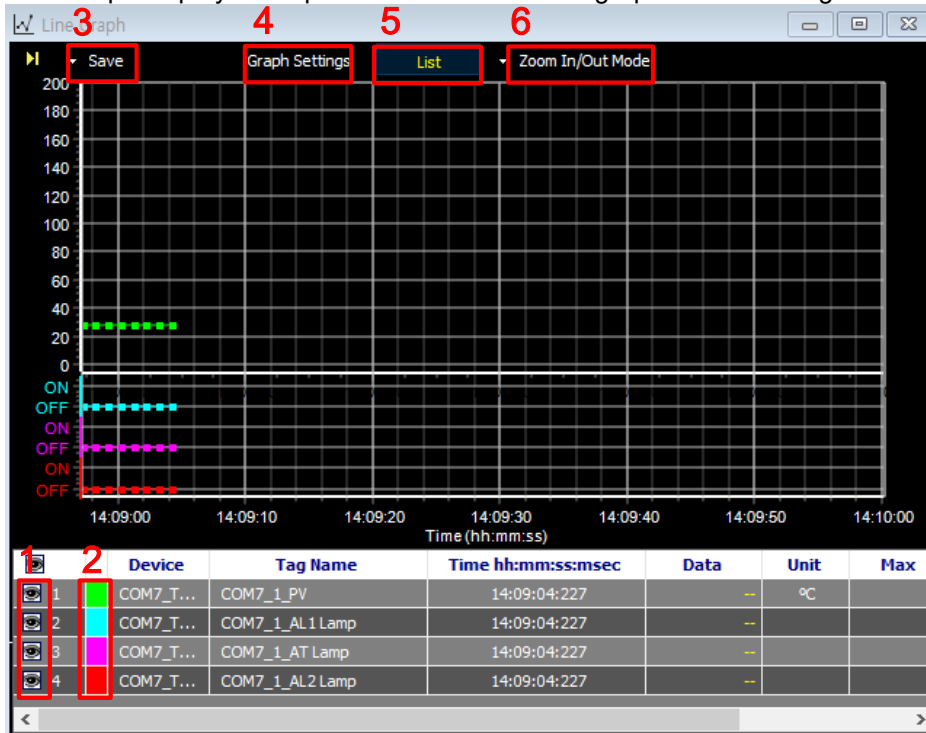 Line Graph
3 4 5 6
Save Graph Settings List Zoom In/Out Mode
200
180
160
140
120
100
80
60
40
20
0
ON
OFF
ON
OFF
ON
OFF
14:09:00 14:09:10 14:09:20 14:09:30 14:09:40 14:09:50 14:10:00
Time(hh:mm:ss)
1 2
Device Tag Name Time hh:mm:ss:msec Data Unit Max
1 COM7_T... COM7_1_PV 14:09:04:227 -- ℃
2 COM7_T... COM7_1_AL1 Lamp 14:09:04:227 --
3 COM7_T... COM7_1_AT Lamp 14:09:04:227 --
4 COM7_T... COM7_1_AL2 Lamp 14:09:04:227 --